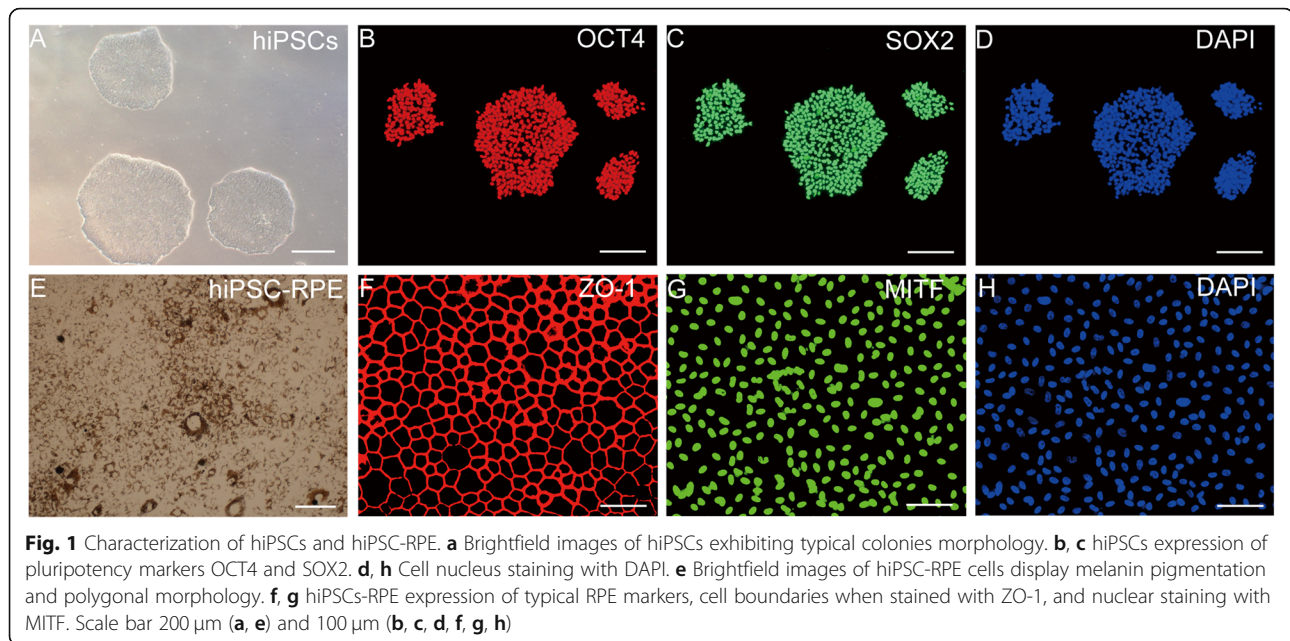 A hiPSCs
B OCT4
C SOX2
D DAPI
E hiPSC-RPE
F ZO-1
G MITF
H DAPI
Fig. 1 Characterization of hiPSCs and hiPSC-RPE. a Brightfield images of hiPSCs exhibiting typical colonies morphology. b, c hiPSCs expression of
pluripotency markers OCT4 and SOX2. d, h Cell nucleus staining with DAPI. e Brightfield images of hiPSC-RPE cells display melanin pigmentation
and polygonal morphology. f, g hiPSCs-RPE expression of typical RPE markers, cell boundaries when stained with ZO-1, and nuclear staining with
MITF. Scale bar 200 μm (a, e) and 100 μm (b, c, d, f, g, h)